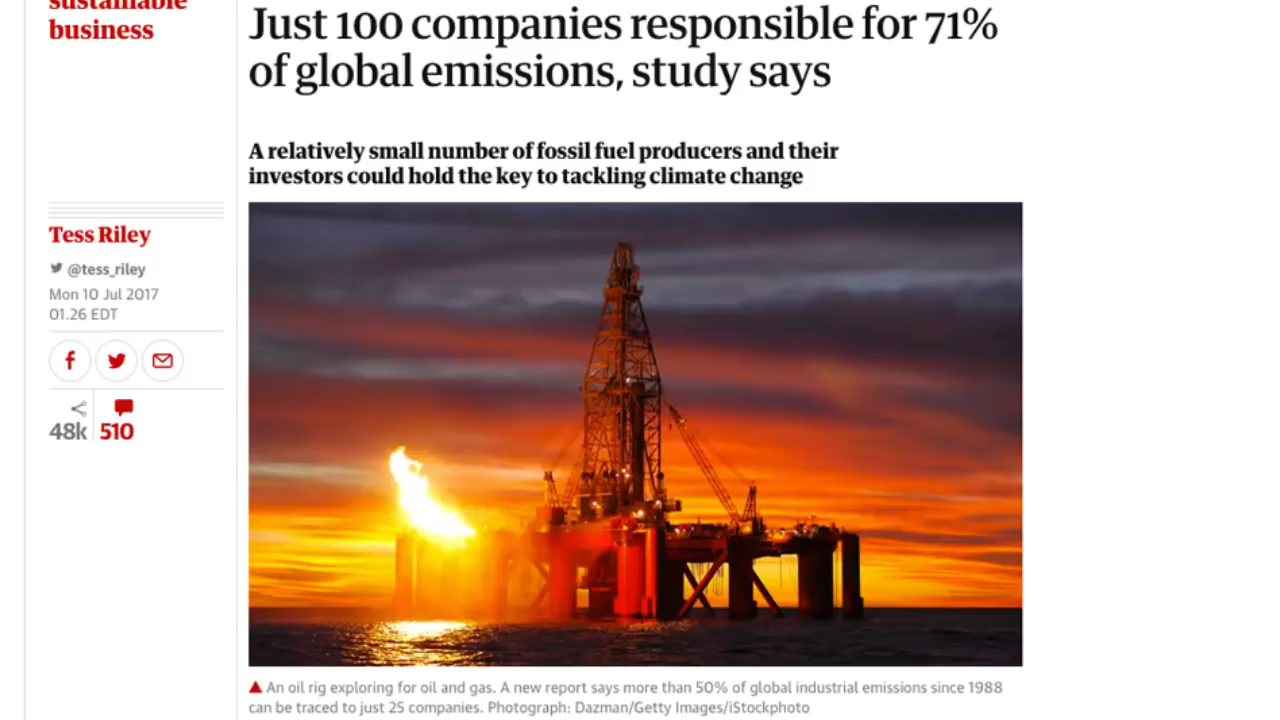 sustainable
business
Just 100 companies responsible for 71%
of global emissions, study says
A relatively small number of fossil fuel producers and their
investors could hold the key to tackling climate change
Tess Riley
@tess_riley
Mon 10 Jul 2017
01.26 EDT
48k 510
An oil rig exploring for oil and gas. A new report says more than 50% of global industrial emissions since 1988
can be traced to just 25 companies. Photograph: Dazman/Getty Images/iStockphoto